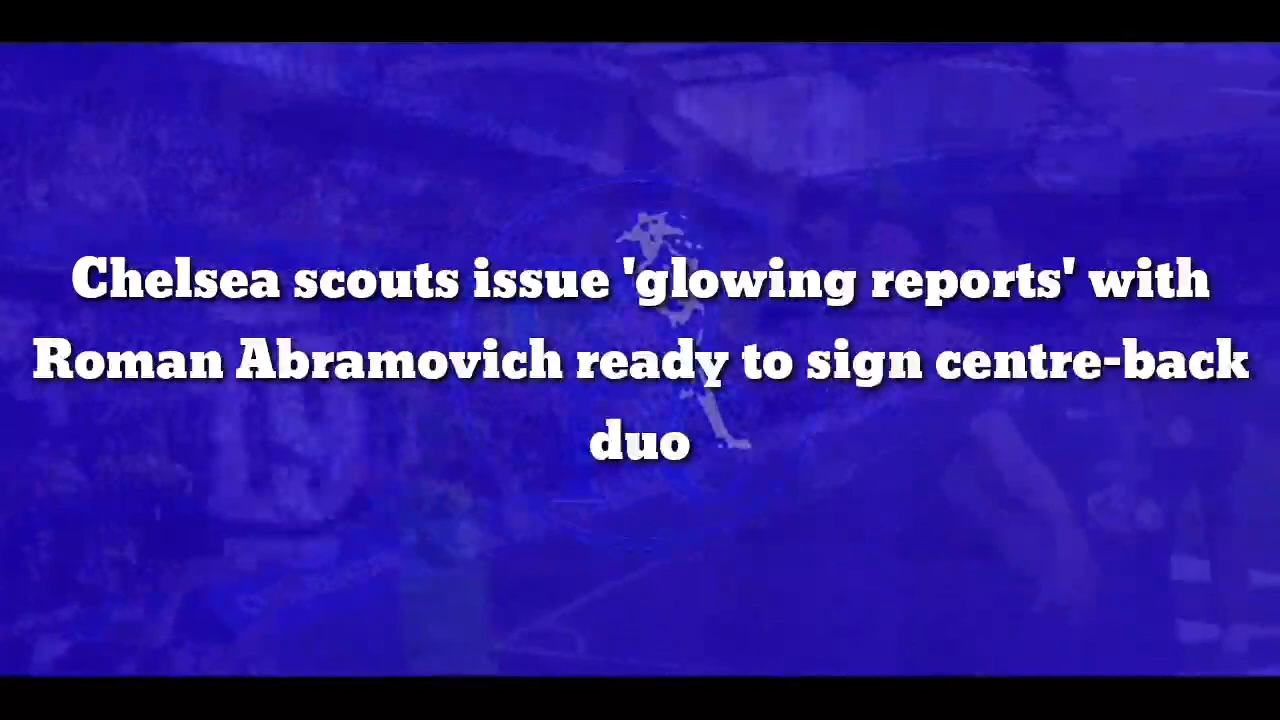 Chelsea scouts issue 'glowing reports' with
Roman Abramovich ready to sign centre-back
duo